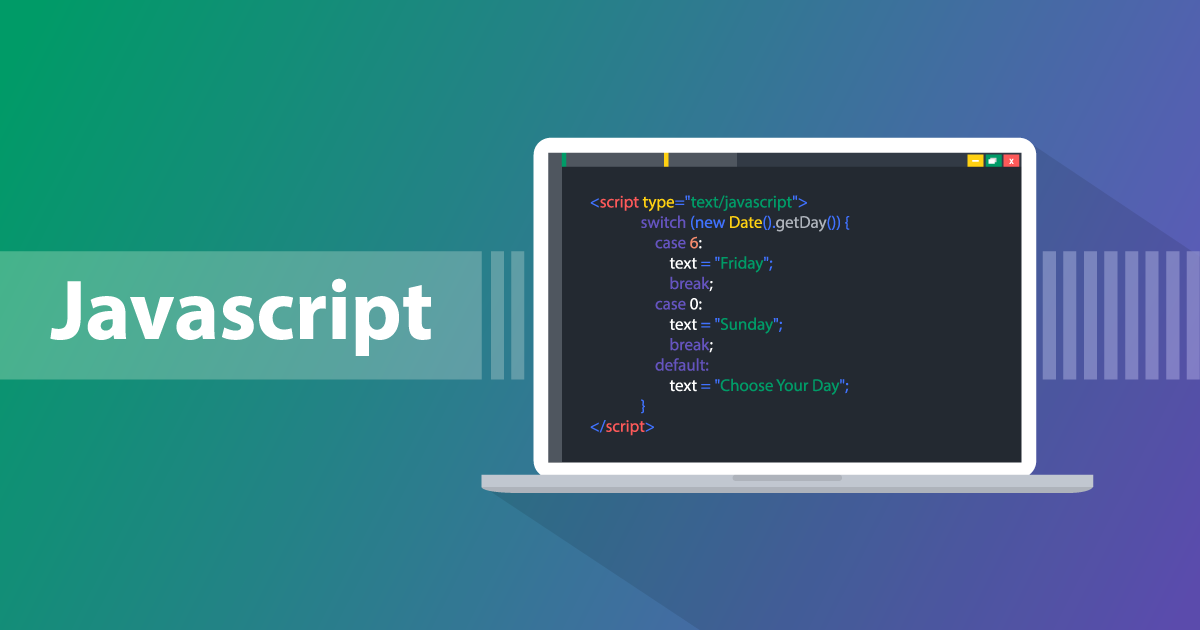 Javascript
x
<script type="text/javascript">
switch (new Date().getDay()) {
case 6:
text = "Friday";
break;
case 0:
text = "Sunday";
break;
default:
text = "Choose Your Day";
}
</script>